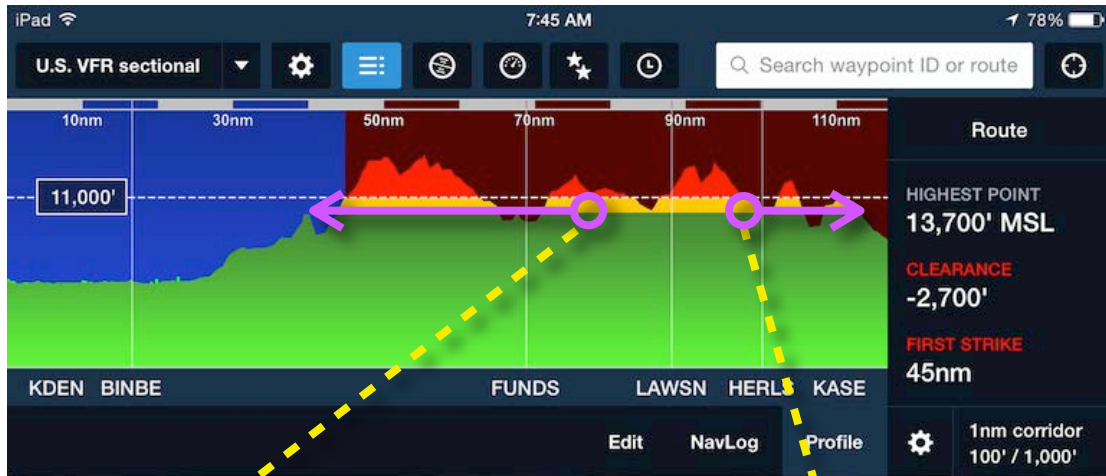 iPad 7:45 AM 78%
U.S. VFR sectional Search waypoint ID or route
10nm 30nm 50nm 70nm 90nm 110nm
Route
11,000'
HIGHEST POINT
13,700' MSL
CLEARANCE
-2,700'
FIRST STRIKE
45nm
KDEN BINBE FUNDS LAWSN HERLS KASE
Edit NavLog Profile
1nm corridor
100' / 1,000'